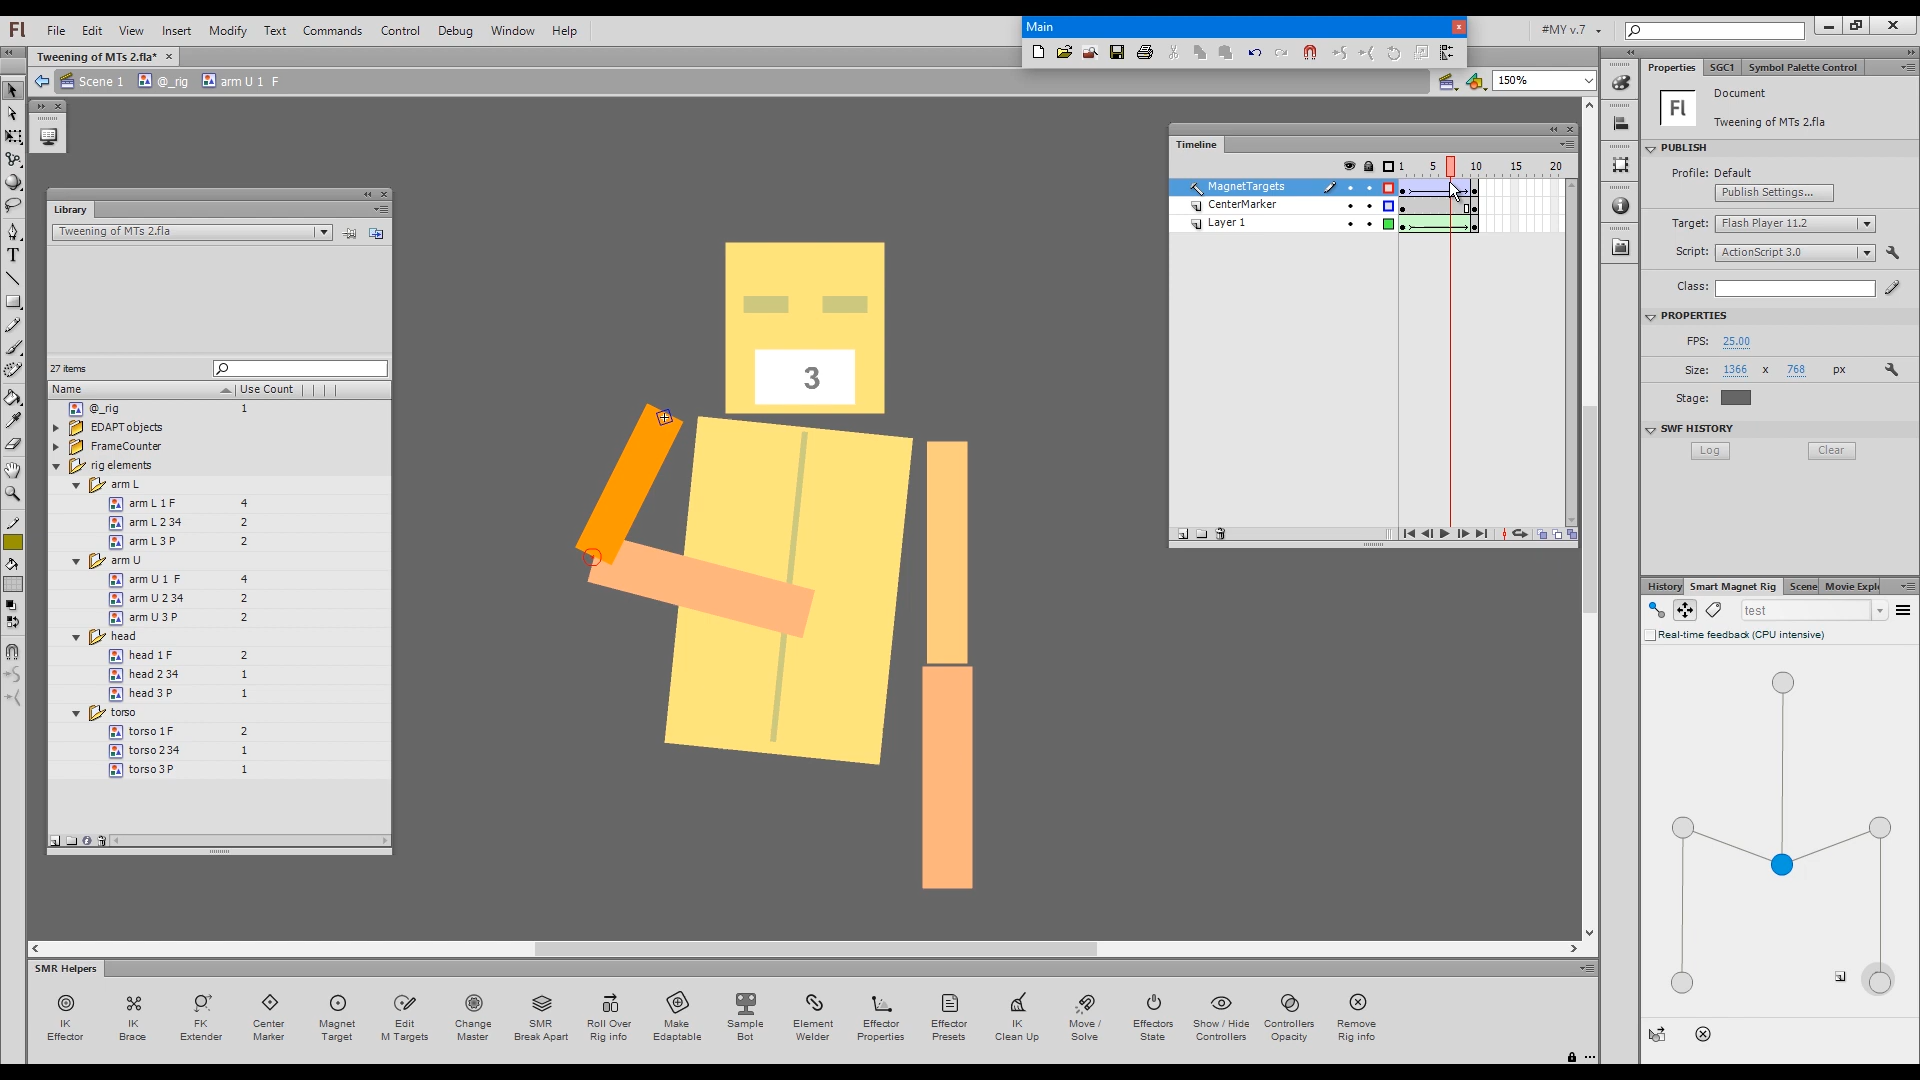 Main
Fl
File Edit View Insert Modify Text Commands Control Debug Window Help
#MY v.7
Tweening of MTs 2.fla*
Scene 1 @_rig arm U 1 F
150%
Properties SGC1 Symbol Palette Control
Fl
Document
Tweening of MTs 2.fla
PUBLISH
Profile: Default
Publish Settings...
Target: Flash Player 11.2
Script: ActionScript 3.0
Class:
PROPERTIES
FPS: 25.00
Size: 1366 x 768 px
Stage:
SWF HISTORY
Log Clear
Timeline
1 5 10 15 20
MagnetTargets
CenterMarker
Layer 1
Library
Tweening of MTs 2.fla
27 items
Name Use Count
@_rig 1
EDAPT objects
FrameCounter
rig elements
arm L
arm L 1 F 4
arm L 2 34 2
arm L 3 P 2
arm U
arm U 1 F 4
arm U 2 34 2
arm U 3 P 2
head
head 1 F 2
head 2 34 1
head 3 P 1
torso
torso 1 F 2
torso 2 34 1
torso 3 P 1
3
History Smart Magnet Rig Scene Movie Expl
test
Real-time feedback (CPU intensive)
SMR Helpers
IK Effector
IK Brace
FK Extender
Center Marker
Magnet Target
Edit M Targets
Change Master
SMR Break Apart
Roll Over Rig info
Make Adaptable
Sample Bot
Element Welder
Effector Properties
Effector Presets
IK Clean Up
Move / Solve
Effectors State
Show / Hide Controllers
Controllers Opacity
Remove Rig info